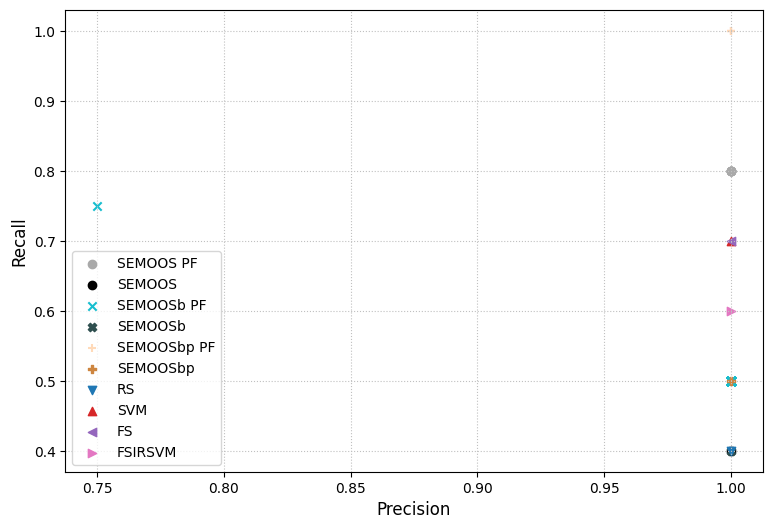 1.0
0.9
0.8
0.7
0.6
0.5
0.4
Recall
SEMOOS PF
SEMOOS
SEMOOSb PF
SEMOOSb
SEMOOSbp PF
SEMOOSbp
RS
SVM
FS
FSIRSVM
0.75 0.80 0.85 0.90 0.95 1.00
Precision